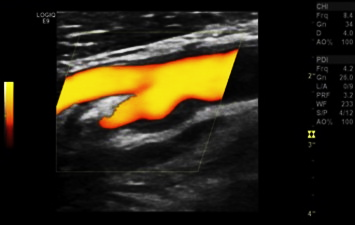 LOGIQ
E9
CHI
Frq 8.4
Gn 34
D 4.0
AO% 100
PDI
Frq 4.2
Gn 26.0
L/A 0/9
PRF 3.2
WF 233
S/P 4/12
AO% 100
2
3
4